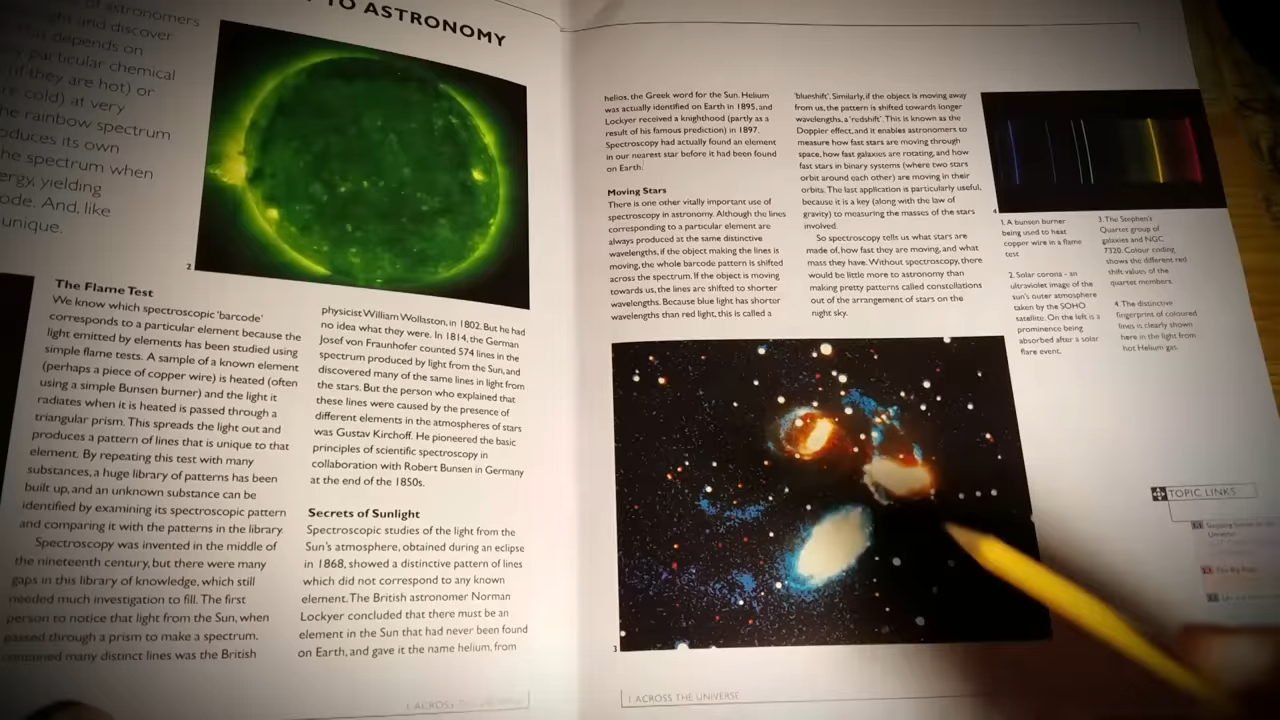 TO ASTRONOMY
of astronomers
and discover
depends on
particular chemical
(if they are hot) or
cold) at very
rainbow spectrum
its own
the spectrum when
yielding
And, like
unique.
2
The Flame Test
We know which spectroscopic 'barcode'
corresponds to a particular element because the
light emitted by elements has been studied using
simple flame tests. A sample of a known element
(perhaps a piece of copper wire) is heated (often
using a simple Bunsen burner) and the light it
radiates when it is heated is passed through a
triangular prism. This spreads the light out and
produces a pattern of lines that is unique to that
element. By repeating this test with many
substances, a huge library of patterns has been
built up, and an unknown substance can be
identified by examining its spectroscopic pattern
and comparing it with the patterns in the library.
Spectroscopy was invented in the middle of
the nineteenth century, but there were many
gaps in this library of knowledge, which still
needed much investigation to fill. The first
person to notice that light from the Sun, when
passed through a prism to make a spectrum,
contained many distinct lines was the British
physicist William Wollaston, in 1802. But he had
no idea what they were. In 1814, the German
Josef von Fraunhofer counted 574 lines in the
spectrum produced by light from the Sun, and
discovered many of the same lines in light from
the stars. But the person who explained that
these lines were caused by the presence of
different elements in the atmospheres of stars
was Gustav Kirchoff. He pioneered the basic
principles of scientific spectroscopy in
collaboration with Robert Bunsen in Germany
at the end of the 1850s.
Secrets of Sunlight
Spectroscopic studies of the light from the
Sun's atmosphere, obtained during an eclipse
in 1868, showed a distinctive pattern of lines
which did not correspond to any known
element. The British astronomer Norman
Lockyer concluded that there must be an
element in the Sun that had never been found
on Earth, and gave it the name helium, from
1 ACROSS
helios, the Greek word for the Sun. Helium
was actually identified on Earth in 1895, and
Lockyer received a knighthood (partly as a
result of his famous prediction) in 1897.
Spectroscopy had actually found an element
in our nearest star before it had been found
on Earth.
Moving Stars
There is one other vitally important use of
spectroscopy in astronomy. Although the lines
corresponding to a particular element are
always produced at the same distinctive
wavelengths, if the object making the lines is
moving, the whole barcode pattern is shifted
across the spectrum. If the object is moving
towards us, the lines are shifted to shorter
wavelengths. Because blue light has shorter
wavelengths than red light, this is called a
'blueshift'. Similarly, if the object is moving away
from us, the pattern is shifted towards longer
wavelengths, a 'redshift'. This is known as the
Doppler effect, and it enables astronomers to
measure how fast stars are moving through
space, how fast galaxies are rotating, and how
fast stars in binary systems (where two stars
orbit around each other) are moving in their
orbits. The last application is particularly useful,
because it is a key (along with the law of
gravity) to measuring the masses of the stars
involved.
So spectroscopy tells us what stars are
made of, how fast they are moving, and what
mass they have. Without spectroscopy, there
would be little more to astronomy than
making pretty patterns called constellations
out of the arrangement of stars on the
night sky.
4
1. A bunsen burner
being used to heat
copper wire in a flame
test
2. Solar corona - an
ultraviolet image of the
sun's outer atmosphere
taken by the SOHO
satellite. On the left is a
prominence being
absorbed after a solar
flare event.
3. The Stephen's
Quartet group of
galaxies and NGC
7320. Colour coding
shows the different red
shift values of the
quartet members.
4. The distinctive
fingerprint of coloured
lines is clearly shown
here in the light from
hot Helium gas.
3
TOPIC LINKS
Universe
1 ACROSS THE UNIVERSE